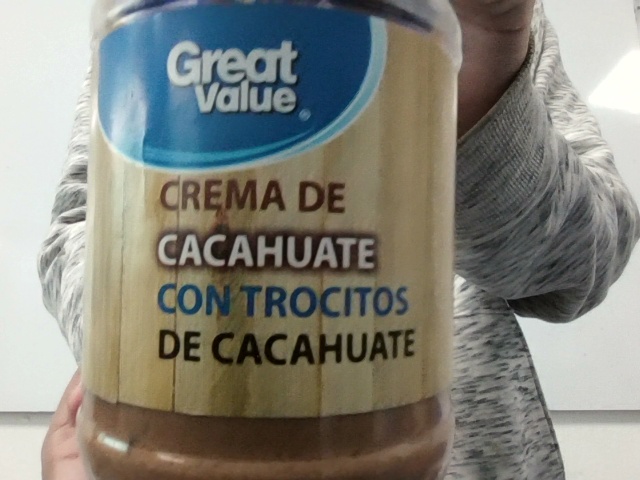 Great
Value
CREMA DE
CACAHUATE
CON TROCITOS
DE CACAHUATE